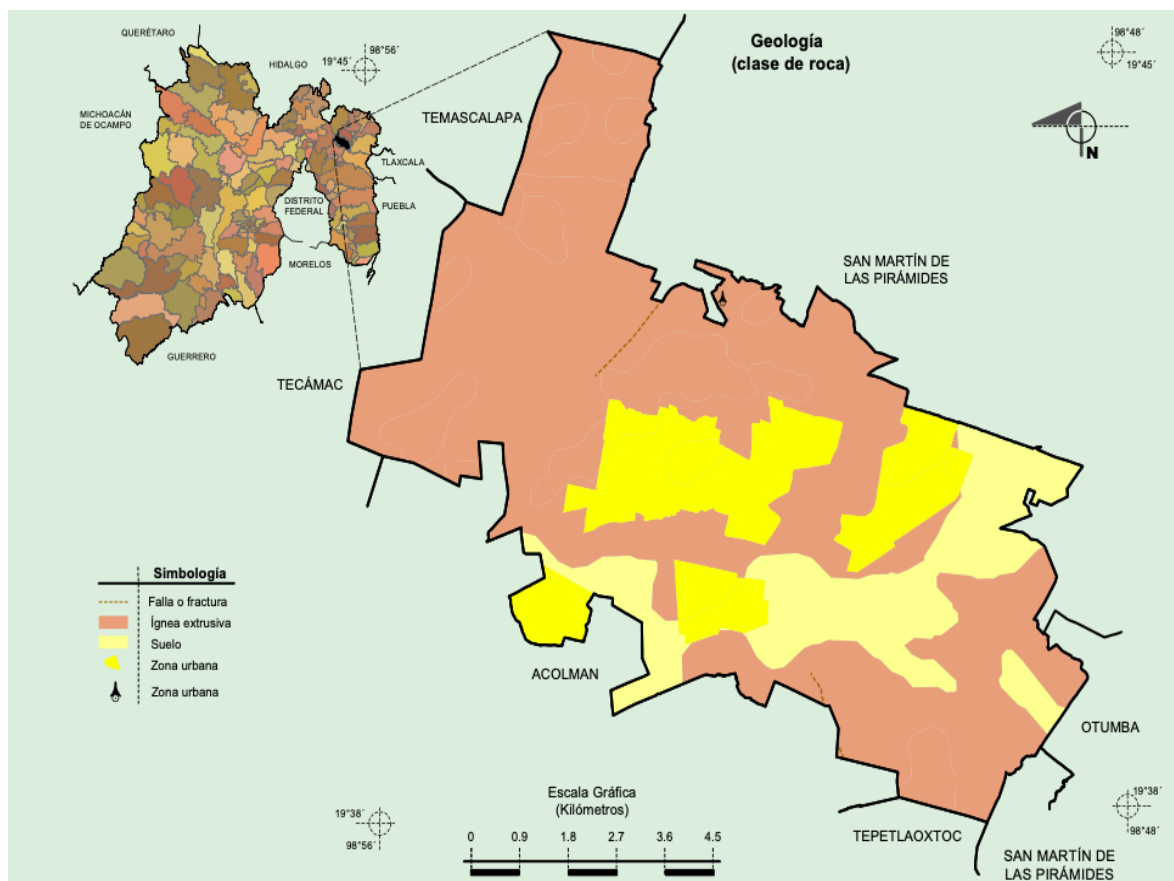 QUERÉTARO
98°56´
19°45´
HIDALGO
MICHOACÁN
DE OCAMPO
TLAXCALA
DISTRITO
FEDERAL
PUEBLA
MORELOS
GUERRERO
Geología
(clase de roca)
98°48´
19°45´
N
TEMASCALAPA
SAN MARTÍN DE
LAS PIRÁMIDES
TECÁMAC
Simbología
Falla o fractura
Ígnea extrusiva
Suelo
Zona urbana
Zona urbana
ACOLMAN
OTUMBA
Escala Gráfica
(Kilómetros)
0 0.9 1.8 2.7 3.6 4.5
19°38´
98°56´
19°38´
98°48´
TEPETLAOXTOC
SAN MARTÍN DE
LAS PIRÁMIDES